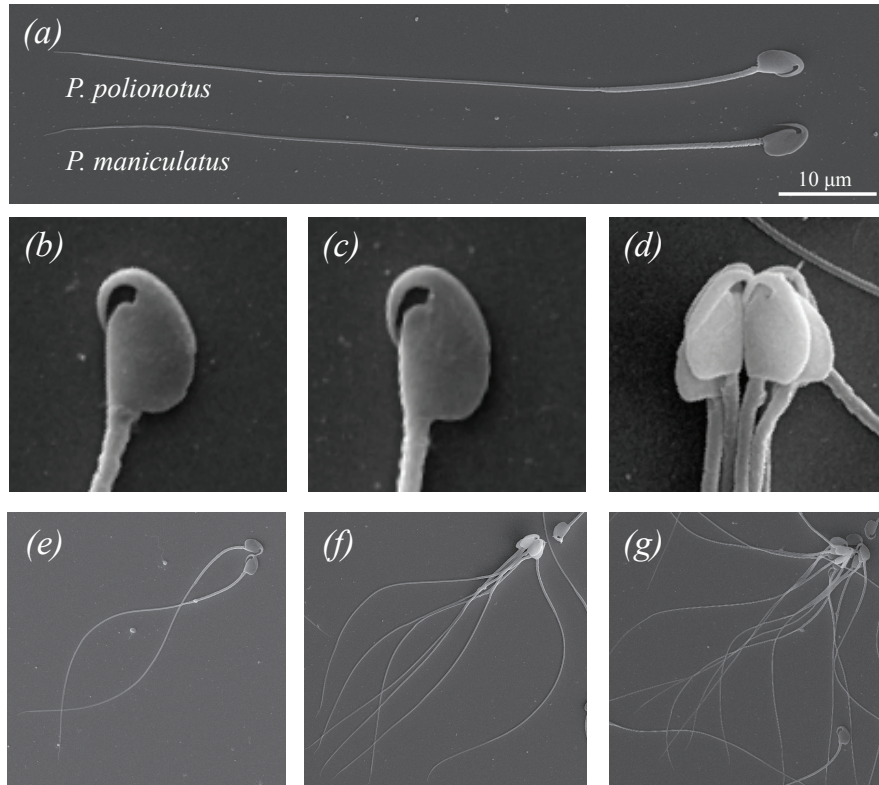 (a)
P. polionotus
P. maniculatus
10 μm
(b)
(c)
(d)
(e)
(f)
(g)